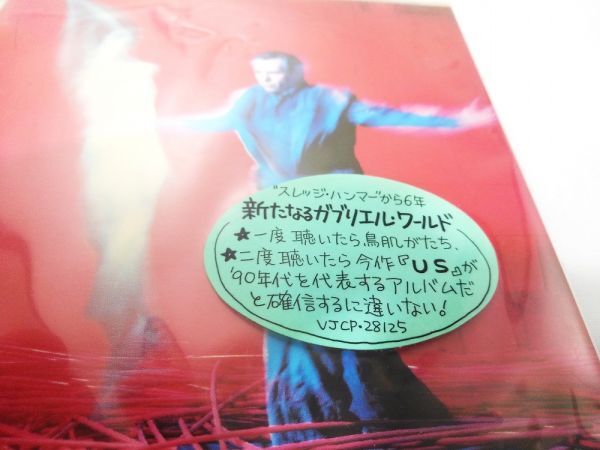 "スレッジ・ハンマー"から6年
新たなるガブリエル・ワールド
★一度聴いたら鳥肌がたち、
★二度聴いたら今作『US』が
'90年代を代表するアルバムだ
と確信するに違いない!
VJCP・28125